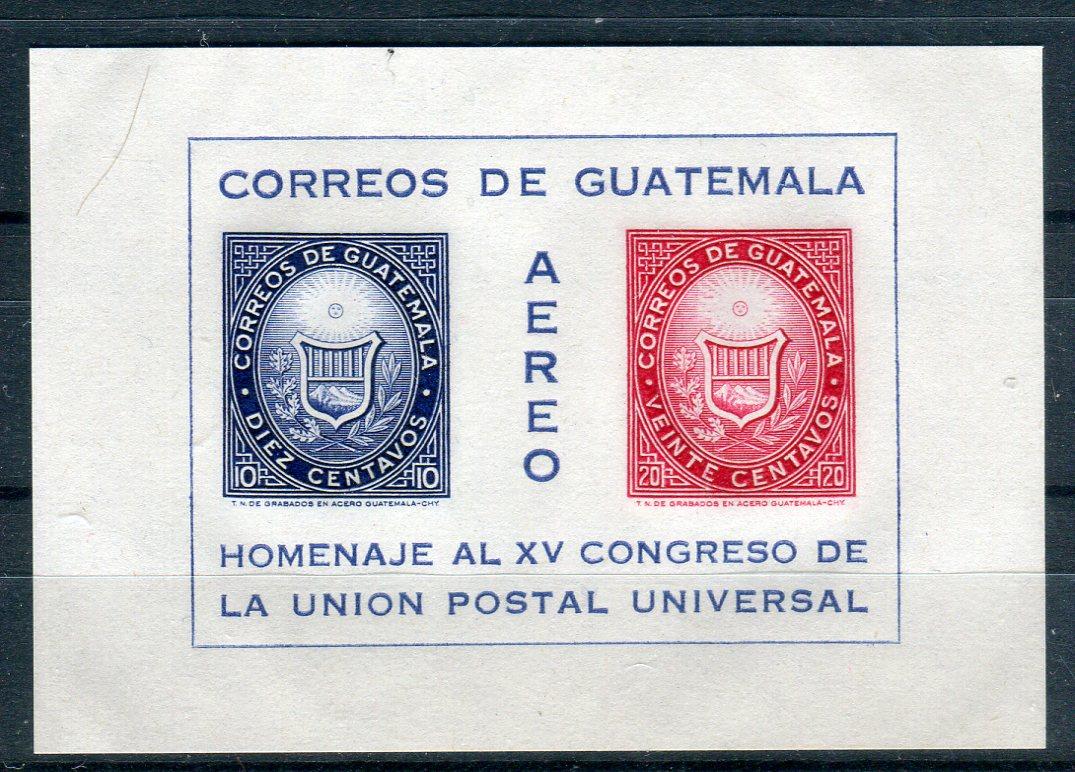 CORREOS DE GUATEMALA
CORREOS DE GUATEMALA
• DIEZ CENTAVOS •
10 10
T. N. DE GRABADOS EN ACERO GUATEMALA-CHY.
AEREO
CORREOS DE GUATEMALA
• VEINTE CENTAVOS •
20 20
T. N. DE GRABADOS EN ACERO GUATEMALA-CHY.
HOMENAJE AL XV CONGRESO DE
LA UNION POSTAL UNIVERSAL